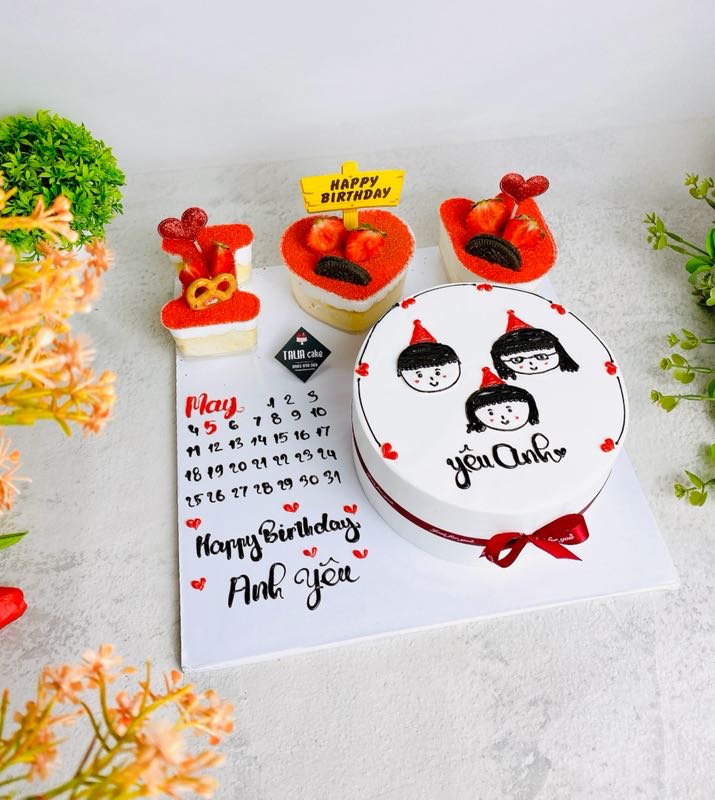 HAPPY
BIRTHDAY
TALIA cake
May
1 2 3
4 5 6 7 8 9 10
11 12 13 14 15 16 17
18 19 20 21 22 23 24
25 26 27 28 29 30 31
Happy Birthday
Anh Yêu
yêu Anh